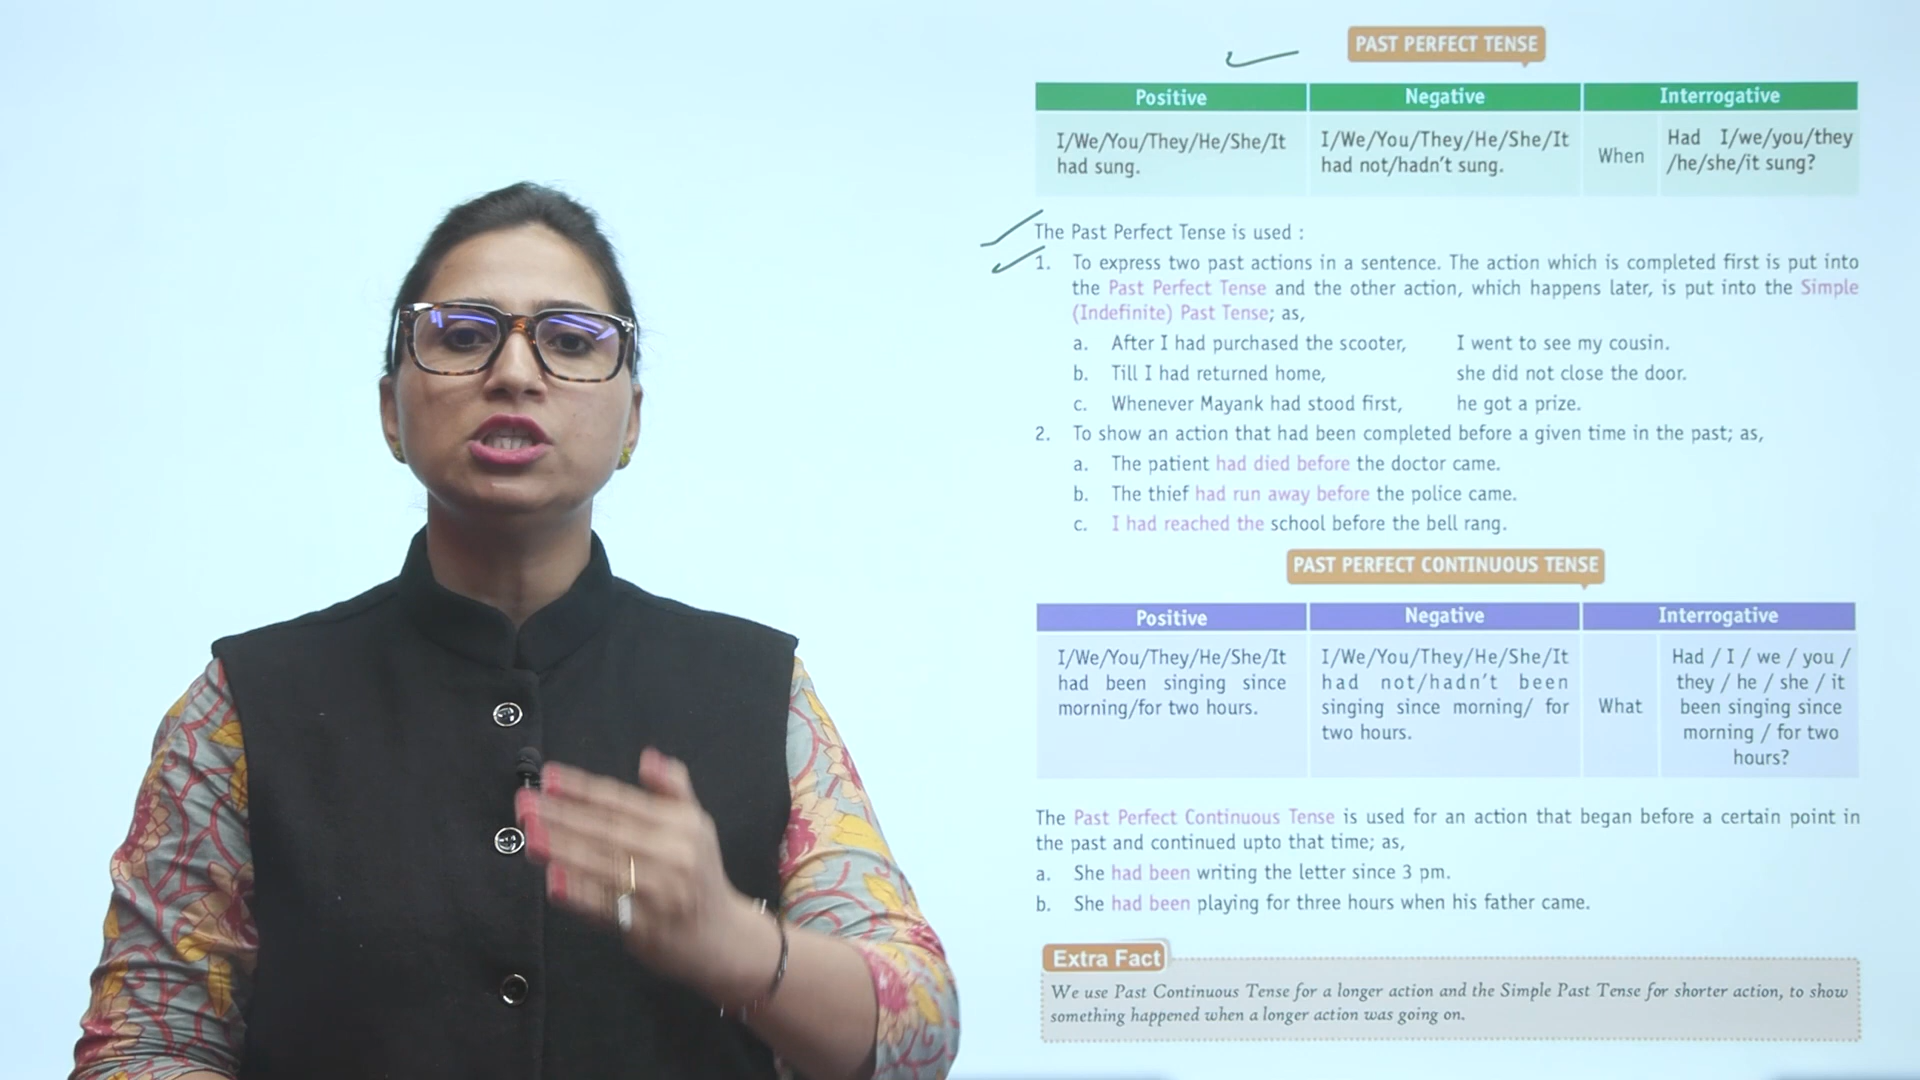 PAST PERFECT TENSE
Positive Negative Interrogative
I/We/You/They/He/She/It had sung.
I/We/You/They/He/She/It had not/hadn't sung.
When
Had I/we/you/they /he/she/it sung?
The Past Perfect Tense is used :
1. To express two past actions in a sentence. The action which is completed first is put into
the Past Perfect Tense and the other action, which happens later, is put into the Simple
(Indefinite) Past Tense; as,
a. After I had purchased the scooter, I went to see my cousin.
b. Till I had returned home, she did not close the door.
c. Whenever Mayank had stood first, he got a prize.
2. To show an action that had been completed before a given time in the past; as,
a. The patient had died before the doctor came.
b. The thief had run away before the police came.
c. I had reached the school before the bell rang.
PAST PERFECT CONTINUOUS TENSE
Positive Negative Interrogative
I/We/You/They/He/She/It
had been singing since
morning/for two hours.
I/We/You/They/He/She/It
had not/hadn't been
singing since morning/ for
two hours.
What
Had / I / we / you /
they / he / she / it
been singing since
morning / for two
hours?
The Past Perfect Continuous Tense is used for an action that began before a certain point in
the past and continued upto that time; as,
a. She had been writing the letter since 3 pm.
b. She had been playing for three hours when his father came.
Extra Fact
We use Past Continuous Tense for a longer action and the Simple Past Tense for shorter action, to show
something happened when a longer action was going on.